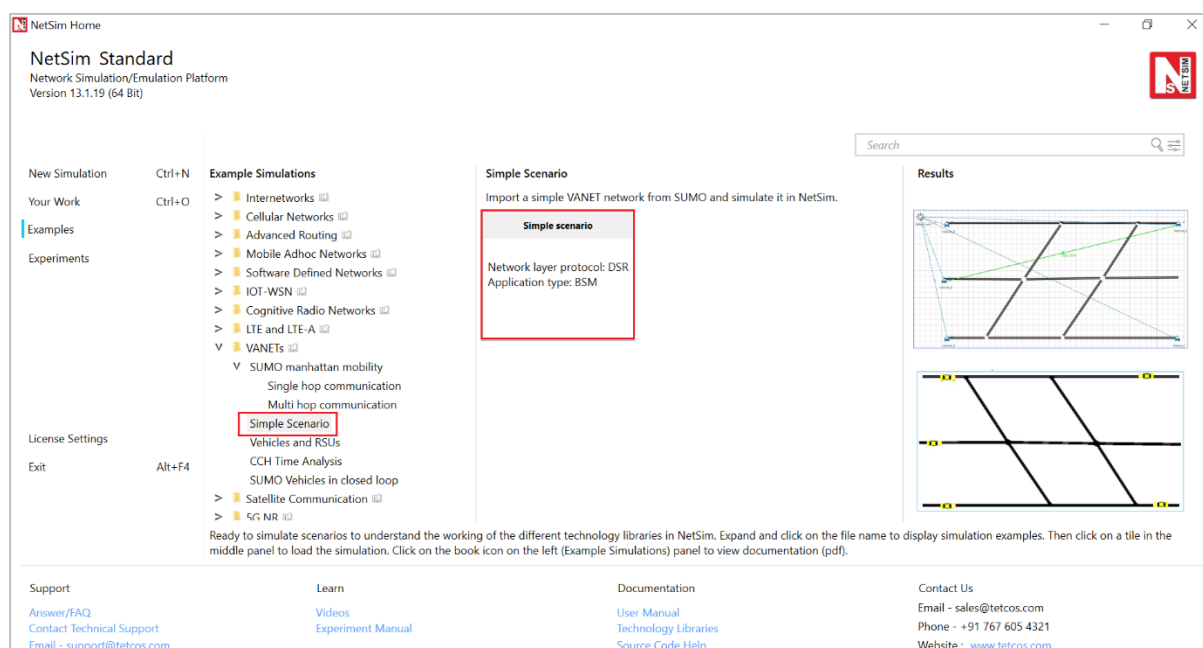 NetSim Home
NetSim Standard
Network Simulation/Emulation Platform
Version 13.1.19 (64 Bit)
NETSIM
Search
New Simulation Ctrl+N
Your Work Ctrl+O
Examples
Experiments
License Settings
Exit Alt+F4
Example Simulations
> Internetworks
> Cellular Networks
> Advanced Routing
> Mobile Adhoc Networks
> Software Defined Networks
> IOT-WSN
> Cognitive Radio Networks
> LTE and LTE-A
V VANETs
V SUMO manhattan mobility
Single hop communication
Multi hop communication
Simple Scenario
Vehicles and RSUs
CCH Time Analysis
SUMO Vehicles in closed loop
> Satellite Communication
> 5G NR
Simple Scenario
Import a simple VANET network from SUMO and simulate it in NetSim.
Simple scenario
Network layer protocol: DSR
Application type: BSM
Results
Ready to simulate scenarios to understand the working of the different technology libraries in NetSim. Expand and click on the file name to display simulation examples. Then click on a tile in the
middle panel to load the simulation. Click on the book icon on the left (Example Simulations) panel to view documentation (pdf).
Support
Answer/FAQ
Contact Technical Support
Email - support@tetcos.com
Learn
Videos
Experiment Manual
Documentation
User Manual
Technology Libraries
Source Code Help
Contact Us
Email - sales@tetcos.com
Phone - +91 767 605 4321
Website : www.tetcos.com